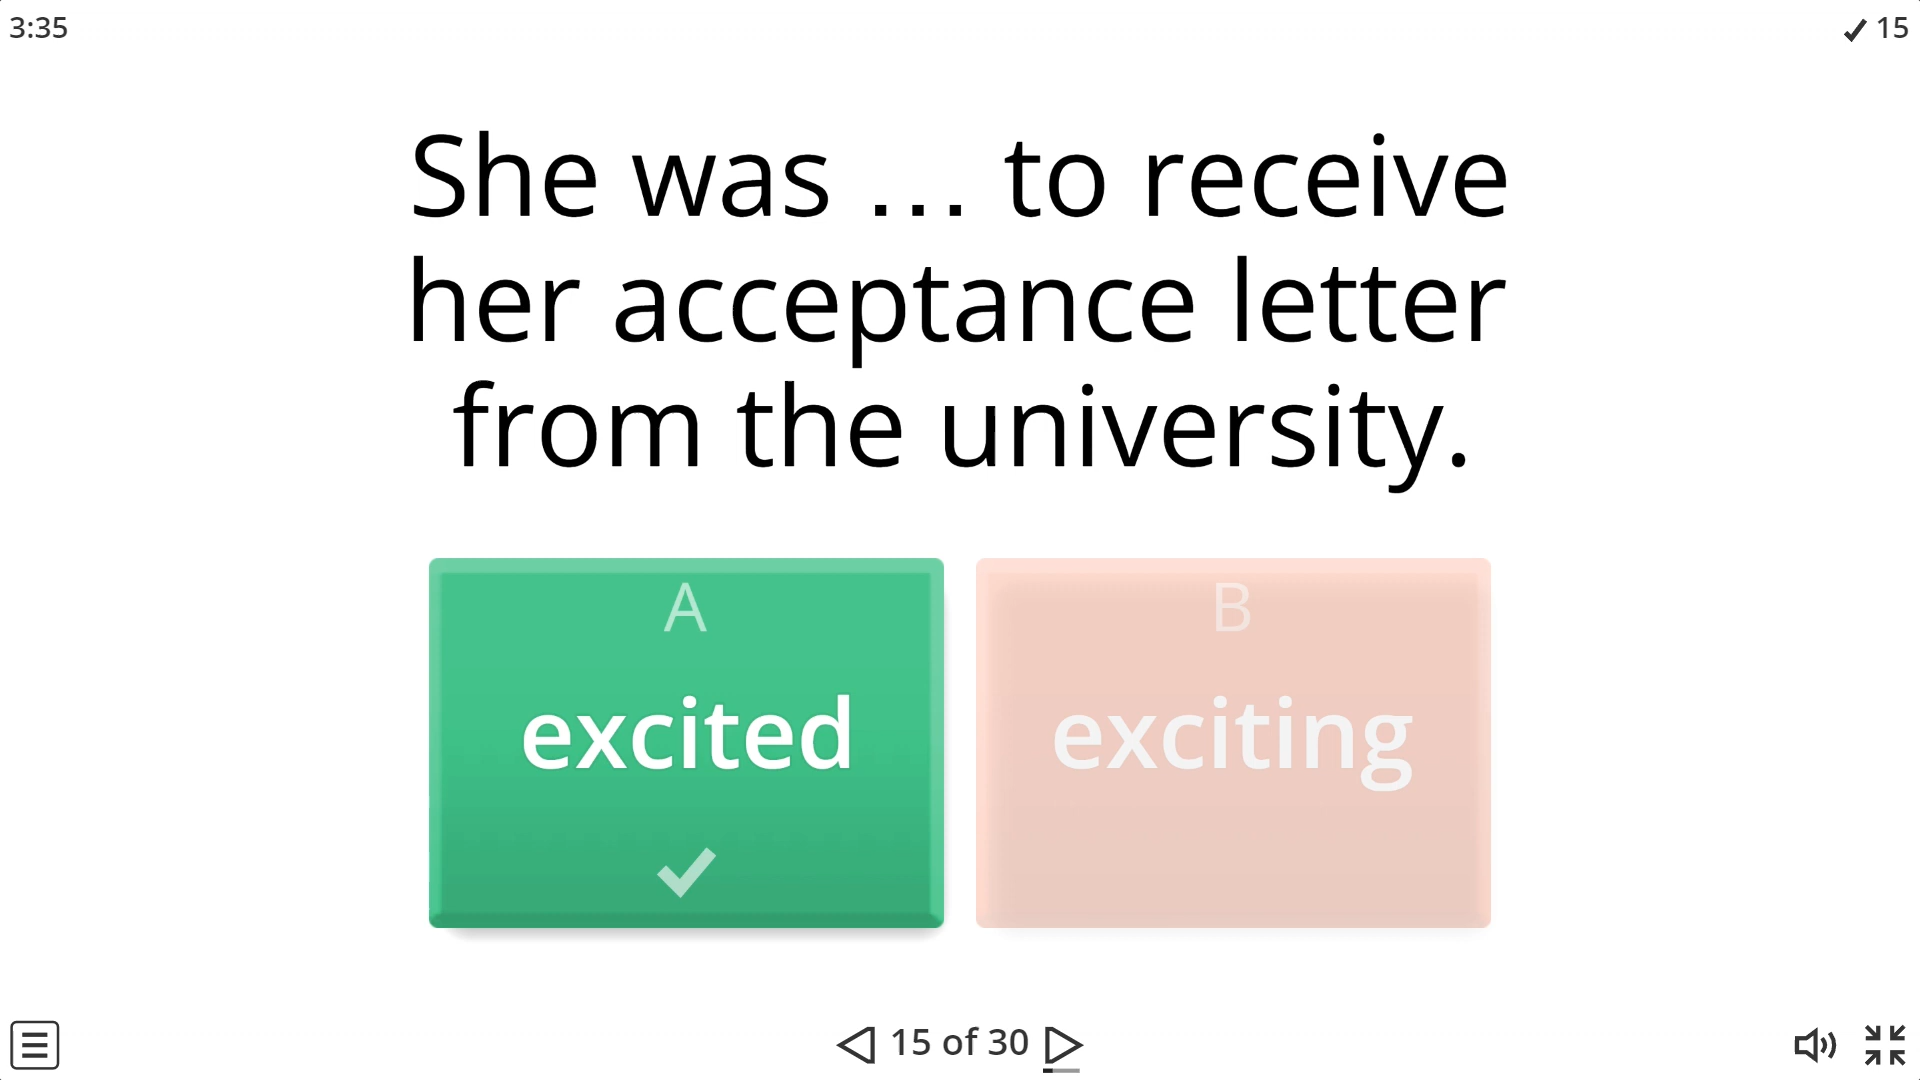 3:35
15
She was ... to receive
her acceptance letter
from the university.
A
excited
B
exciting
15 of 30